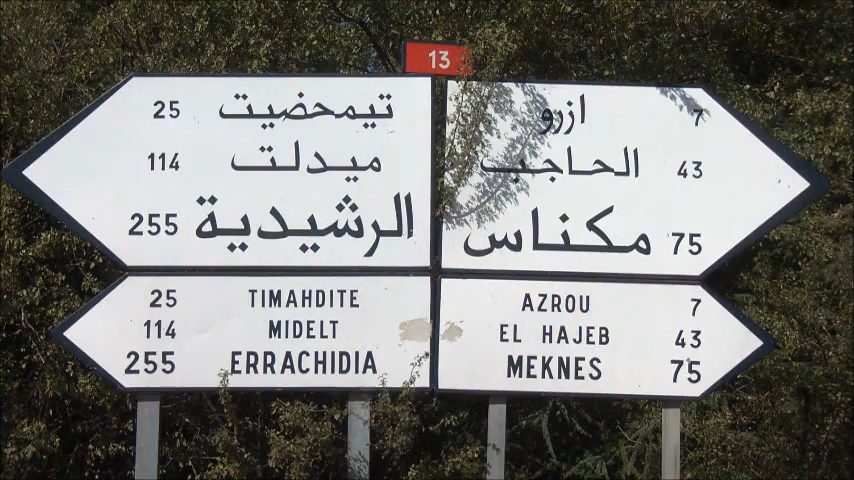 13
25 تيمحضيت
114 ميدلت
255 الرشيدية
ازرو 7
الحاجب 43
مكناس 75
25 TIMAHDITE
114 MIDELT
255 ERRACHIDIA
AZROU 7
EL HAJEB 43
MEKNES 75